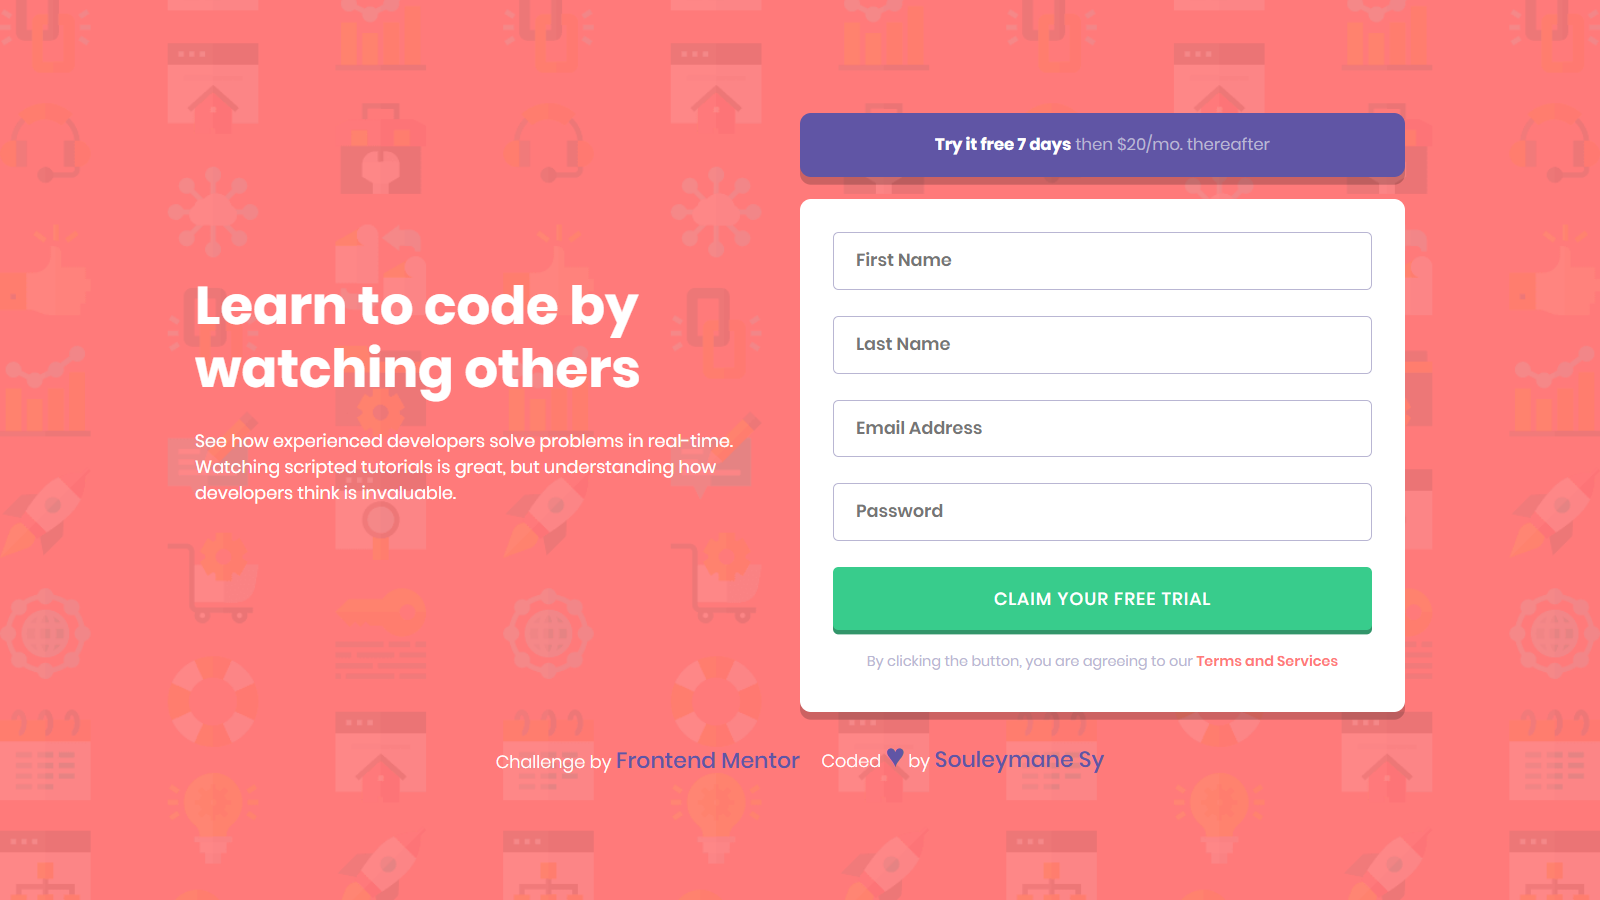 Learn to code by
watching others
See how experienced developers solve problems in real-time.
Watching scripted tutorials is great, but understanding how
developers think is invaluable.
Try it free 7 days then $20/mo. thereafter
First Name
Last Name
Email Address
Password
CLAIM YOUR FREE TRIAL
By clicking the button, you are agreeing to our Terms and Services
Challenge by Frontend Mentor Coded ♥ by Souleymane Sy